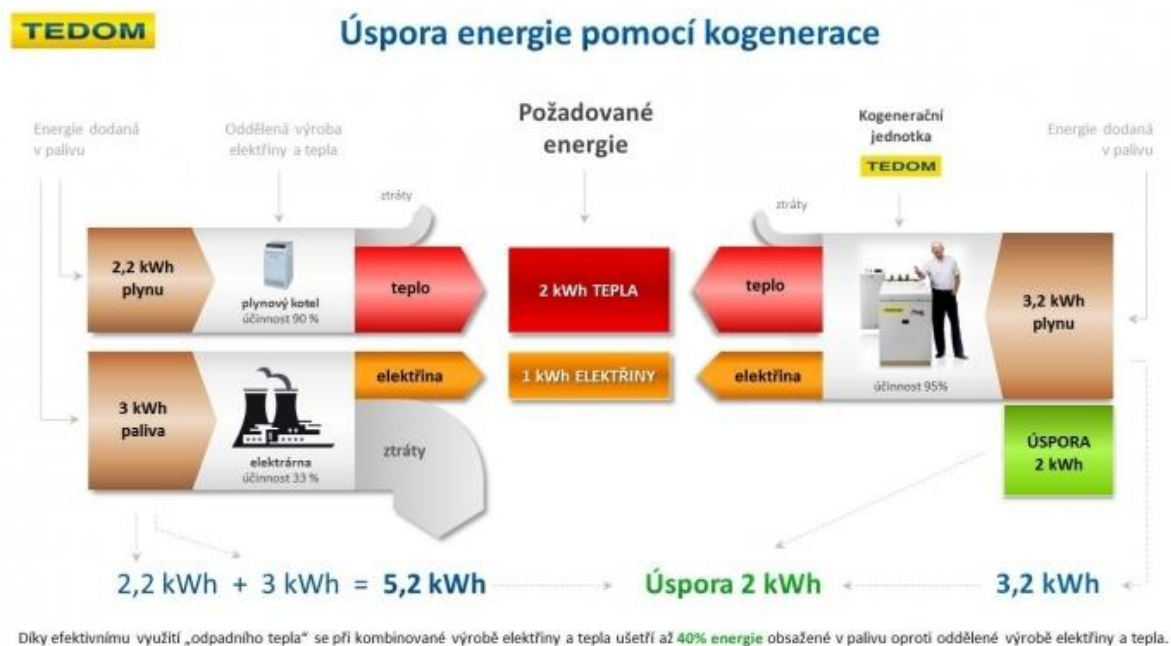 TEDOM
Úspora energie pomocí kogenerace
Energie dodaná
v palivu
Oddělená výroba
elektřiny a tepla
Požadované
energie
Kogenerační
jednotka
TEDOM
Energie dodaná
v palivu
ztráty
ztráty
2,2 kWh
plynu
plynový kotel
účinnost 90 %
teplo
2 kWh TEPLA
teplo
3,2 kWh
plynu
účinnost 95%
3 kWh
paliva
elektrárna
účinnost 33 %
elektřina
1 kWh ELEKTŘINY
elektřina
ztráty
ÚSPORA
2 kWh
2,2 kWh + 3 kWh = 5,2 kWh
Úspora 2 kWh
3,2 kWh
Díky efektivnímu využití „odpadního tepla“ se při kombinované výrobě elektřiny a tepla ušetří až 40% energie obsažené v palivu oproti oddělené výrobě elektřiny a tepla.